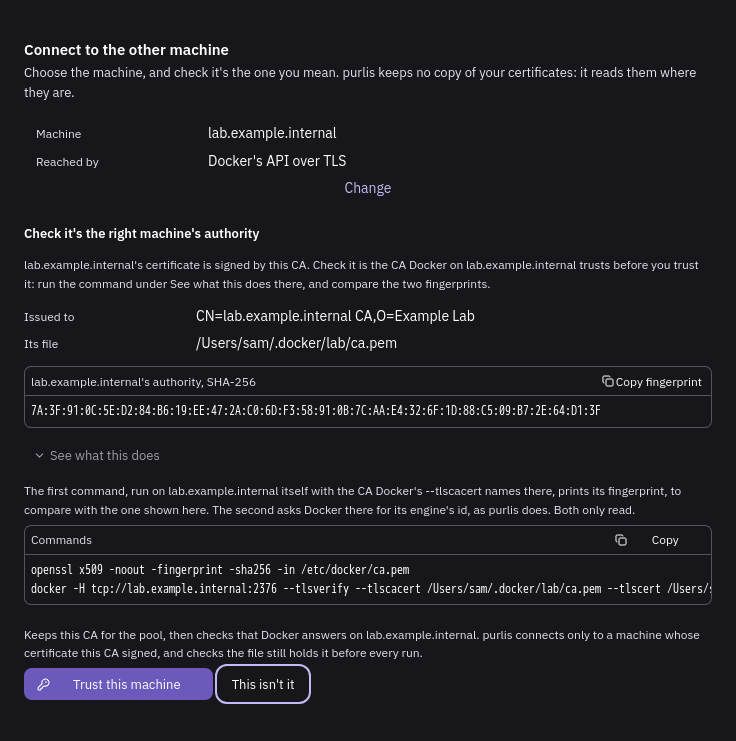 Connect to the other machine
Choose the machine, and check it's the one you mean. purlis keeps no copy of your certificates: it reads them where
they are.
Machine lab.example.internal
Reached by Docker's API over TLS
Change
Check it's the right machine's authority
lab.example.internal's certificate is signed by this CA. Check it is the CA Docker on lab.example.internal trusts before you trust
it: run the command under See what this does there, and compare the two fingerprints.
Issued to CN=lab.example.internal CA,O=Example Lab
Its file /Users/sam/.docker/lab/ca.pem
lab.example.internal's authority, SHA-256 Copy fingerprint
7A:3F:91:0C:5E:D2:84:B6:19:EE:47:2A:C0:6D:F3:58:91:0B:7C:AA:E4:32:6F:1D:88:C5:09:B7:2E:64:D1:3F
See what this does
The first command, run on lab.example.internal itself with the CA Docker's --tlscacert names there, prints its fingerprint, to
compare with the one shown here. The second asks Docker there for its engine's id, as purlis does. Both only read.
Commands Copy
openssl x509 -noout -fingerprint -sha256 -in /etc/docker/ca.pem
docker -H tcp://lab.example.internal:2376 --tlsverify --tlscacert /Users/sam/.docker/lab/ca.pem --tlscert /Users/
Keeps this CA for the pool, then checks that Docker answers on lab.example.internal. purlis connects only to a machine whose
certificate this CA signed, and checks the file still holds it before every run.
Trust this machine This isn't it